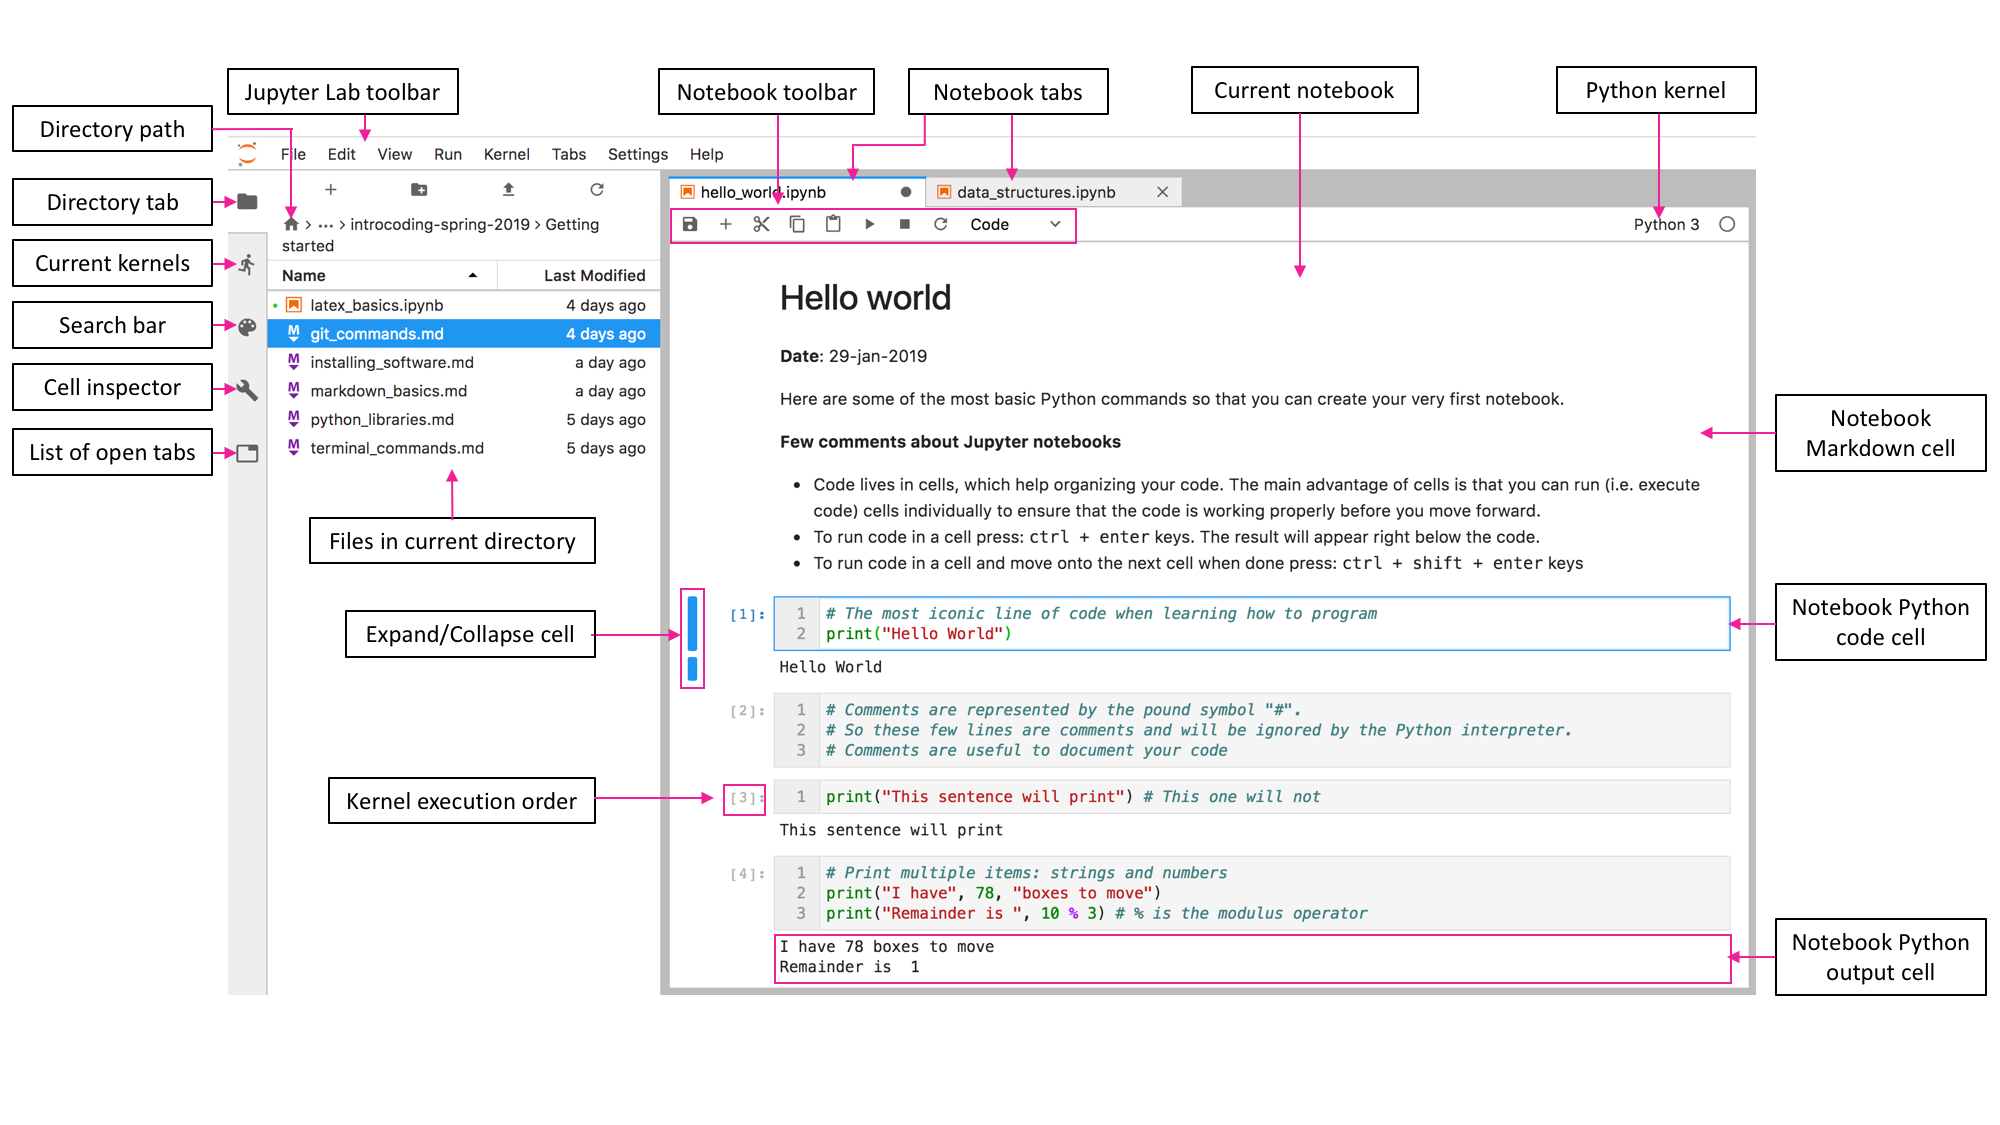 Jupyter Lab toolbar
Notebook toolbar
Notebook tabs
Current notebook
Python kernel
Directory path
Directory tab
Current kernels
Search bar
Cell inspector
List of open tabs
File Edit View Run Kernel Tabs Settings Help
introcoding-spring-2019 > Getting
started
Name Last Modified
latex_basics.ipynb 4 days ago
git_commands.md 4 days ago
installing_software.md a day ago
markdown_basics.md a day ago
python_libraries.md 5 days ago
terminal_commands.md 5 days ago
Files in current directory
Expand/Collapse cell
Kernel execution order
hello_world.ipynb
data_structures.ipynb
Code
Python 3
Hello world
Date: 29-jan-2019
Here are some of the most basic Python commands so that you can create your very first notebook.
Few comments about Jupyter notebooks
• Code lives in cells, which help organizing your code. The main advantage of cells is that you can run (i.e. execute
code) cells individually to ensure that the code is working properly before you move forward.
• To run code in a cell press: ctrl + enter keys. The result will appear right below the code.
• To run code in a cell and move onto the next cell when done press: ctrl + shift + enter keys
[1]: 1 # The most iconic line of code when learning how to program
2 print("Hello World")
Hello World
[2]: 1 # Comments are represented by the pound symbol "#".
2 # So these few lines are comments and will be ignored by the Python interpreter.
3 # Comments are useful to document your code
[3]: 1 print("This sentence will print") # This one will not
This sentence will print
[4]: 1 # Print multiple items: strings and numbers
2 print("I have", 78, "boxes to move")
3 print("Remainder is ", 10 % 3) # % is the modulus operator
I have 78 boxes to move
Remainder is  1
Notebook
Markdown cell
Notebook Python
code cell
Notebook Python
output cell